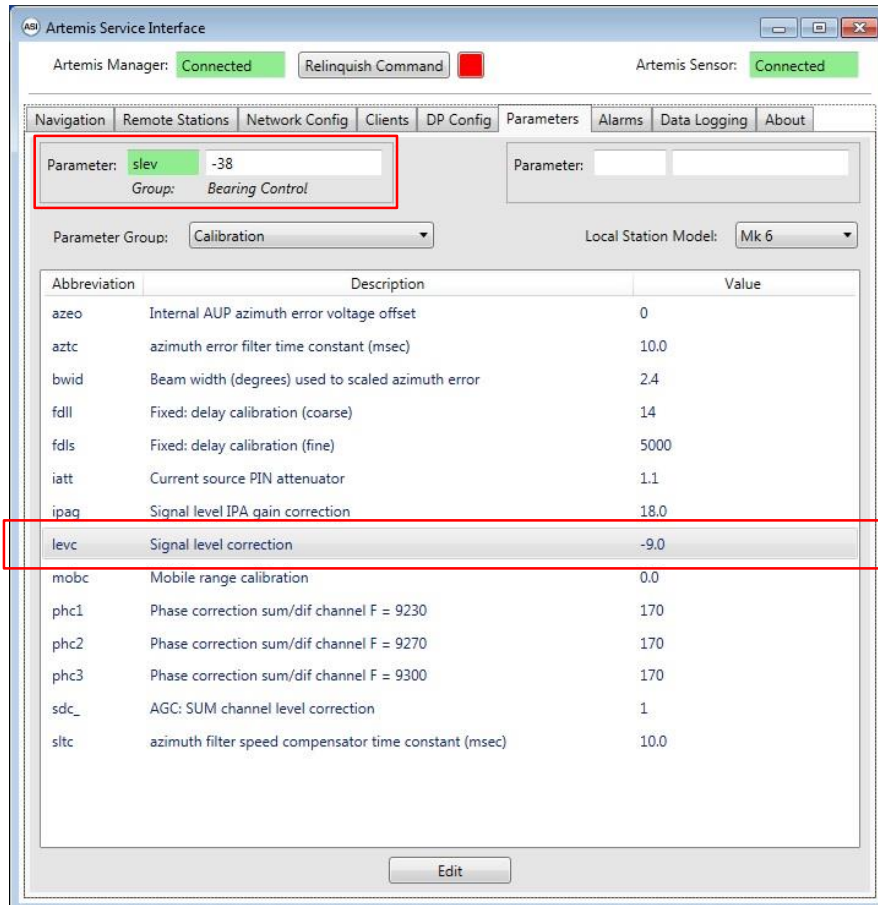 ASI Artemis Service Interface
Artemis Manager: Connected Relinquish Command Artemis Sensor: Connected
Navigation Remote Stations Network Config Clients DP Config Parameters Alarms Data Logging About
Parameter: slev -38 Parameter:
Group: Bearing Control
Parameter Group: Calibration Local Station Model: Mk 6
Abbreviation Description Value
azeo Internal AUP azimuth error voltage offset 0
aztc azimuth error filter time constant (msec) 10.0
bwid Beam width (degrees) used to scaled azimuth error 2.4
fdll Fixed: delay calibration (coarse) 14
fdls Fixed: delay calibration (fine) 5000
iatt Current source PIN attenuator 1.1
ipag Signal level IPA gain correction 18.0
levc Signal level correction -9.0
mobc Mobile range calibration 0.0
phc1 Phase correction sum/dif channel F = 9230 170
phc2 Phase correction sum/dif channel F = 9270 170
phc3 Phase correction sum/dif channel F = 9300 170
sdc_ AGC: SUM channel level correction 1
sltc azimuth filter speed compensator time constant (msec) 10.0
Edit